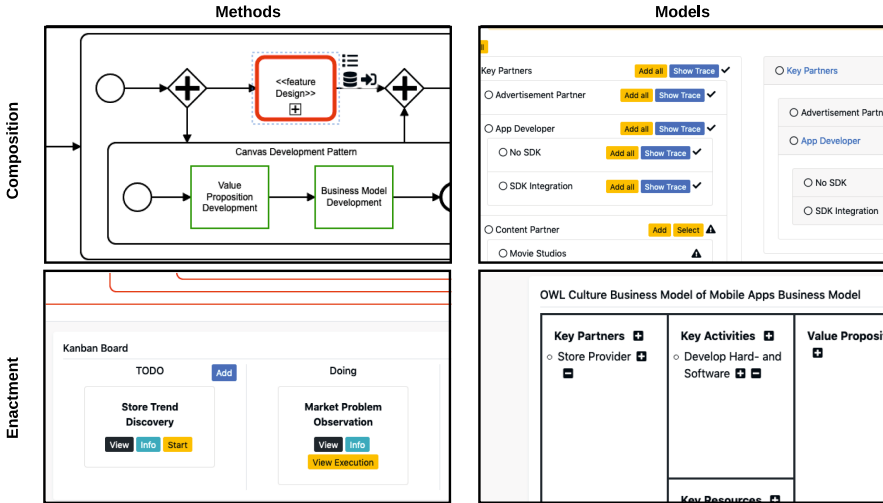 Methods
Models
Composition
<<feature
Design>>
Canvas Development Pattern
Value
Proposition
Development
Business Model
Development
Key Partners Add all Show Trace
Advertisement Partner Add all Show Trace
App Developer Add all Show Trace
No SDK Add all Show Trace
SDK Integration Add all Show Trace
Content Partner Add Select
Movie Studios
Key Partners
Advertisement Partn
App Developer
No SDK
SDK Integration
Enactment
Kanban Board
TODO Add
Store Trend
Discovery
View Info Start
Doing
Market Problem
Observation
View Info
View Execution
OWL Culture Business Model of Mobile Apps Business Model
Key Partners
Store Provider
Key Activities
Develop Hard- and
Software
Value Proposit
Key Resources